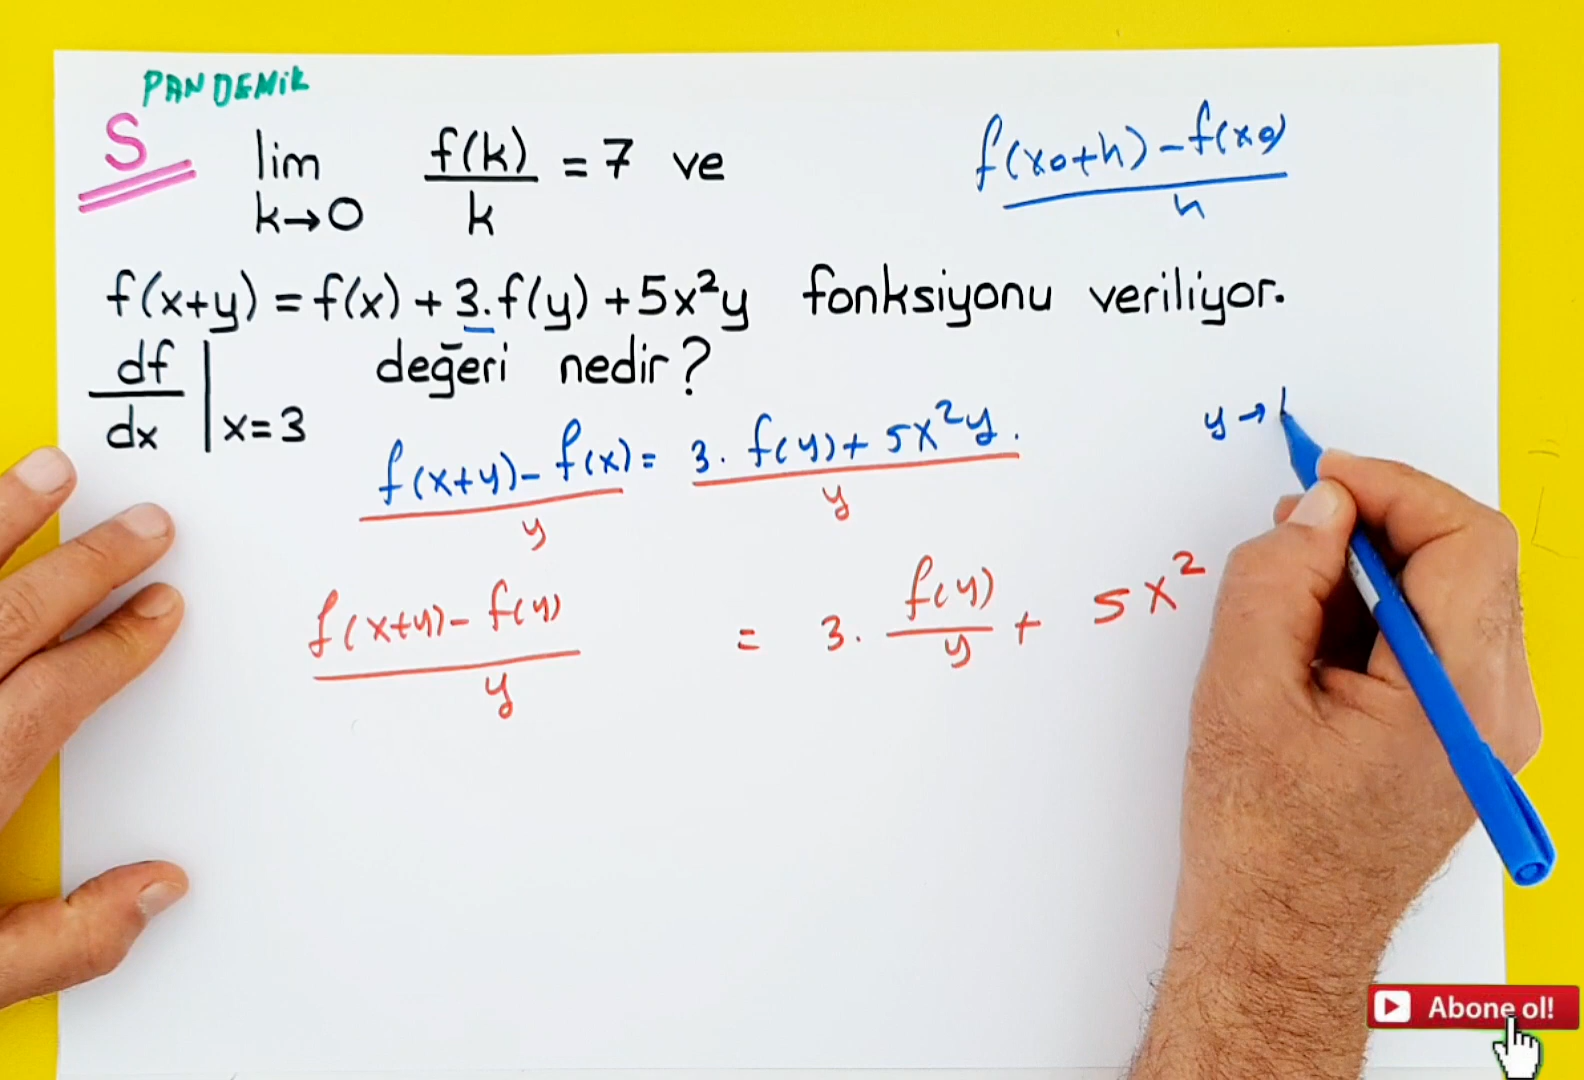 PANDEMİK
S lim k→0 f(k)/k = 7 ve
f(x0+h)-f(x0)/h
f(x+y) = f(x) + 3.f(y) + 5x²y fonksiyonu veriliyor.
df/dx | x=3 değeri nedir?
f(x+y)- f(x)/y = 3. f(y)+ 5x²y./y
y →
f(x+y)- f(y)/y = 3. f(y)/y + 5x²
Abone ol!